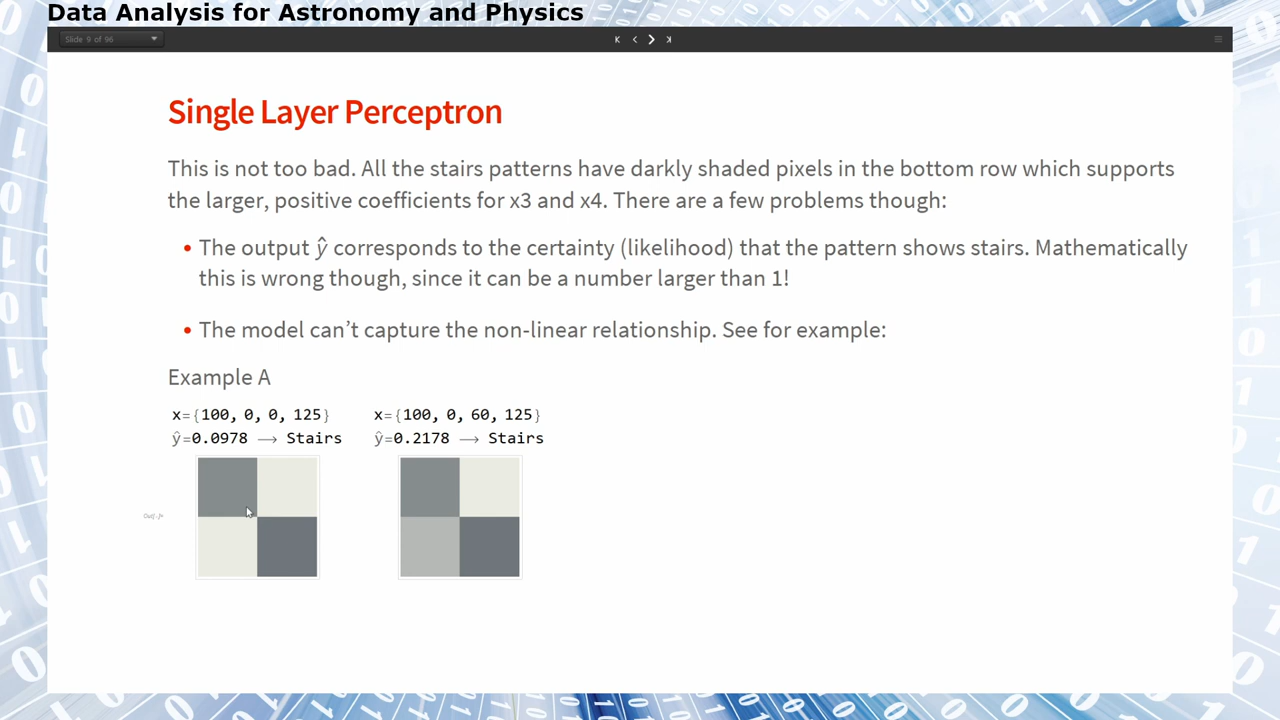 Data Analysis for Astronomy and Physics
Slide 9 of 96
Single Layer Perceptron
This is not too bad. All the stairs patterns have darkly shaded pixels in the bottom row which supports
the larger, positive coefficients for x3 and x4. There are a few problems though:
• The output ŷ corresponds to the certainty (likelihood) that the pattern shows stairs. Mathematically
this is wrong though, since it can be a number larger than 1!
• The model can’t capture the non-linear relationship. See for example:
Example A
x={100, 0, 0, 125} x={100, 0, 60, 125}
ŷ=0.0978 → Stairs ŷ=0.2178 → Stairs
Out[•]=